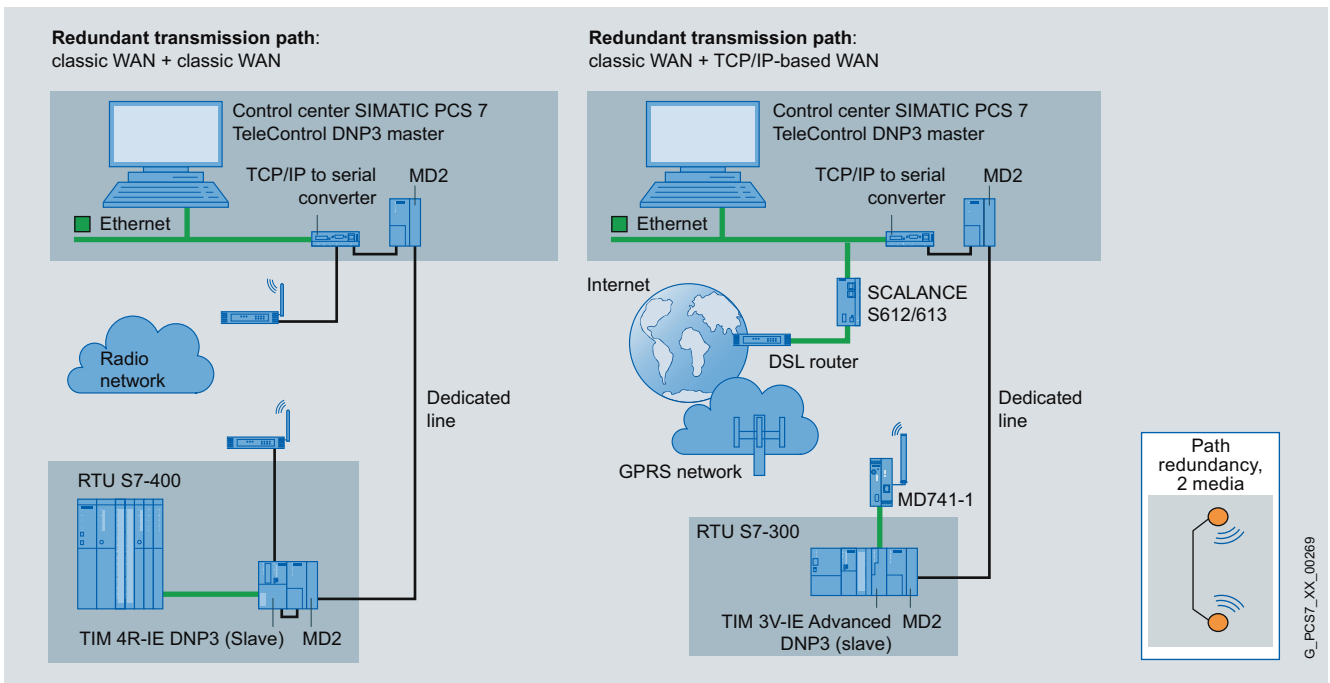 Redundant transmission path:
classic WAN + classic WAN
Control center SIMATIC PCS 7
TeleControl DNP3 master
TCP/IP to serial
converter
MD2
Ethernet
Radio
network
Dedicated
line
RTU S7-400
TIM 4R-IE DNP3 (Slave)
MD2
Redundant transmission path:
classic WAN + TCP/IP-based WAN
Control center SIMATIC PCS 7
TeleControl DNP3 master
TCP/IP to serial
converter
MD2
Ethernet
Internet
SCALANCE
S612/613
DSL router
Dedicated
line
GPRS network
MD741-1
RTU S7-300
TIM 3V-IE Advanced
DNP3 (slave)
MD2
Path
redundancy,
2 media
G_PCS7_XX_00269